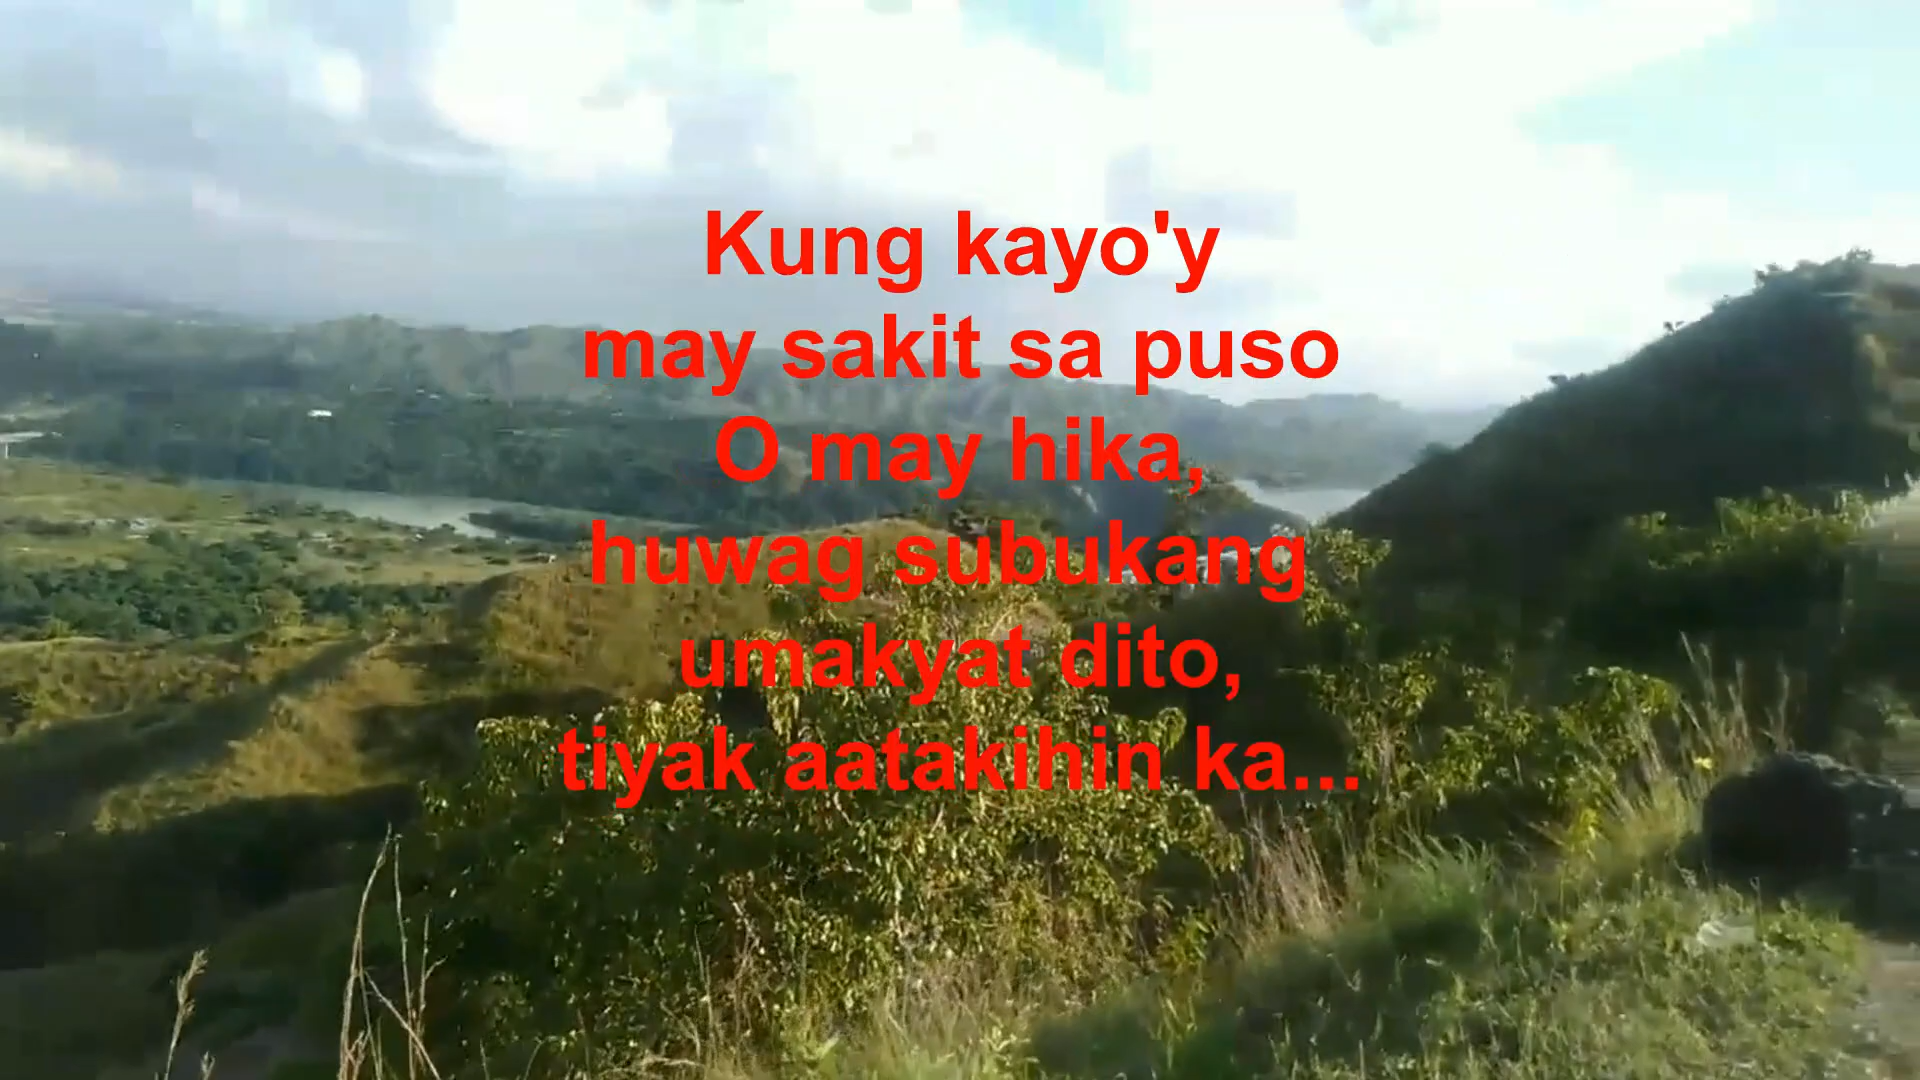 Kung kayo'y
may sakit sa puso
O may hika,
huwag subukang
umakyat dito,
tiyak aatakihin ka...